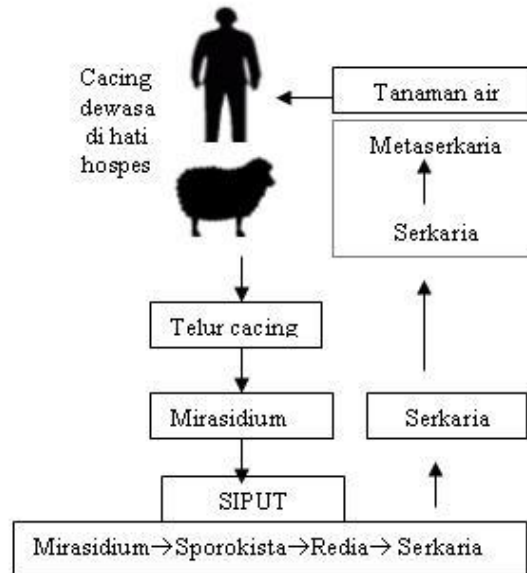 Cacing
dewasa
di hati
hospes
Tanaman air
Metaserkaria
Serkaria
Telur cacing
Mirasidium
Serkaria
SIPUT
Mirasidium→Sporokista→Redia→Serkaria